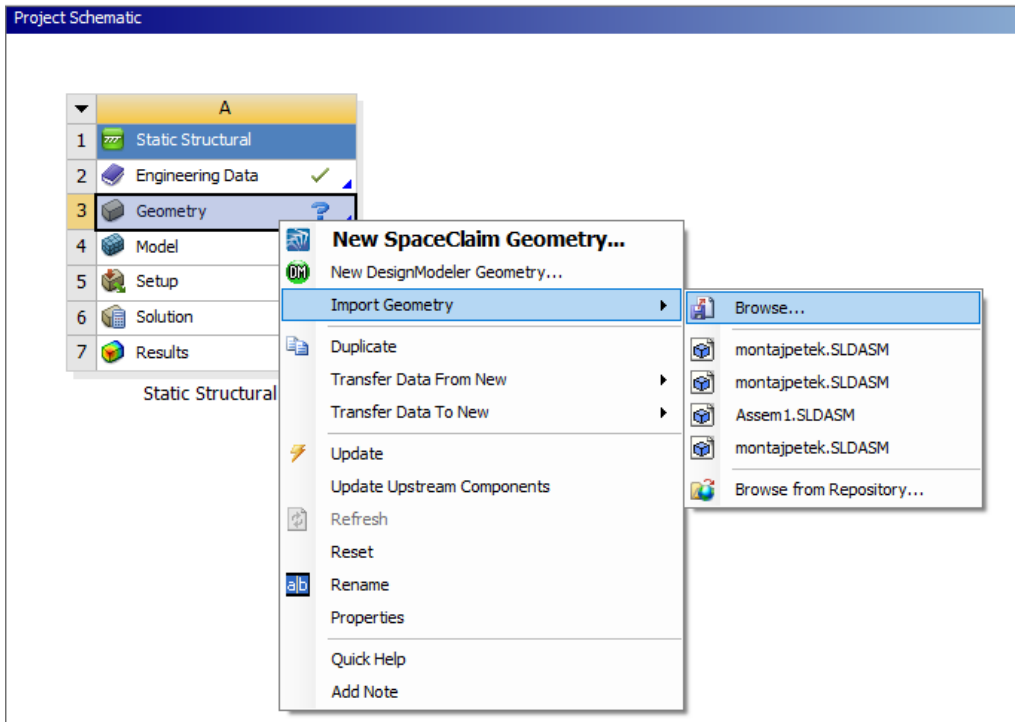 Project Schematic
A
1 Static Structural
2 Engineering Data
3 Geometry ?
4 Model
5 Setup
6 Solution
7 Results
Static Structural
New SpaceClaim Geometry...
DM New DesignModeler Geometry...
Import Geometry
Duplicate
Transfer Data From New
Transfer Data To New
Update
Update Upstream Components
Refresh
Reset
a|b Rename
Properties
Quick Help
Add Note
Browse...
montajpetek.SLDASM
montajpetek.SLDASM
Assem1.SLDASM
montajpetek.SLDASM
Browse from Repository...